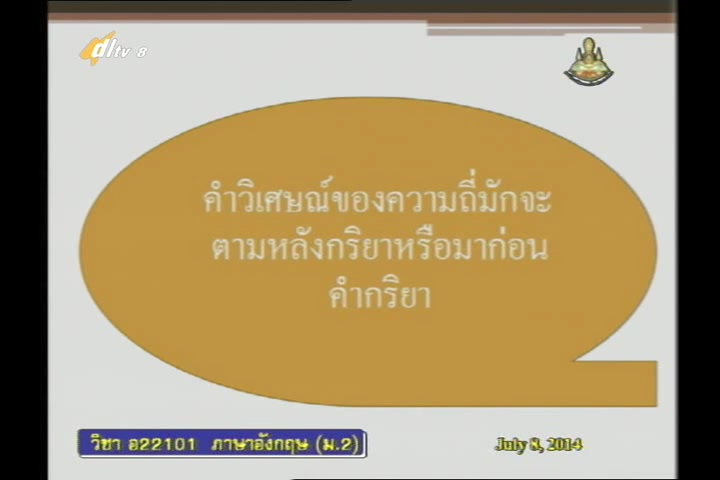 dltv 8
คำวิเศษณ์ของความถี่มักจะ
ตามหลังกริยาหรือมาก่อน
คำกริยา
วิชา อ22101 ภาษาอังกฤษ (ม.2)
July 8, 2014